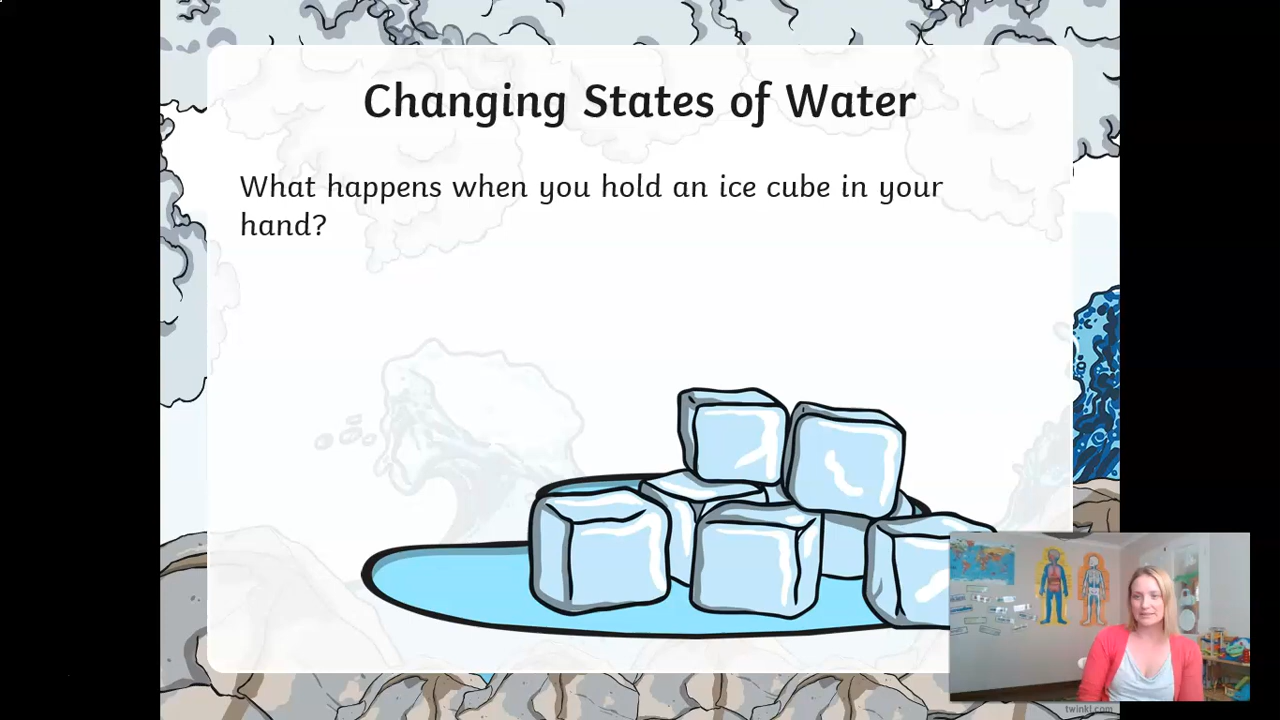 Changing States of Water
What happens when you hold an ice cube in your
hand?
twinkl.com